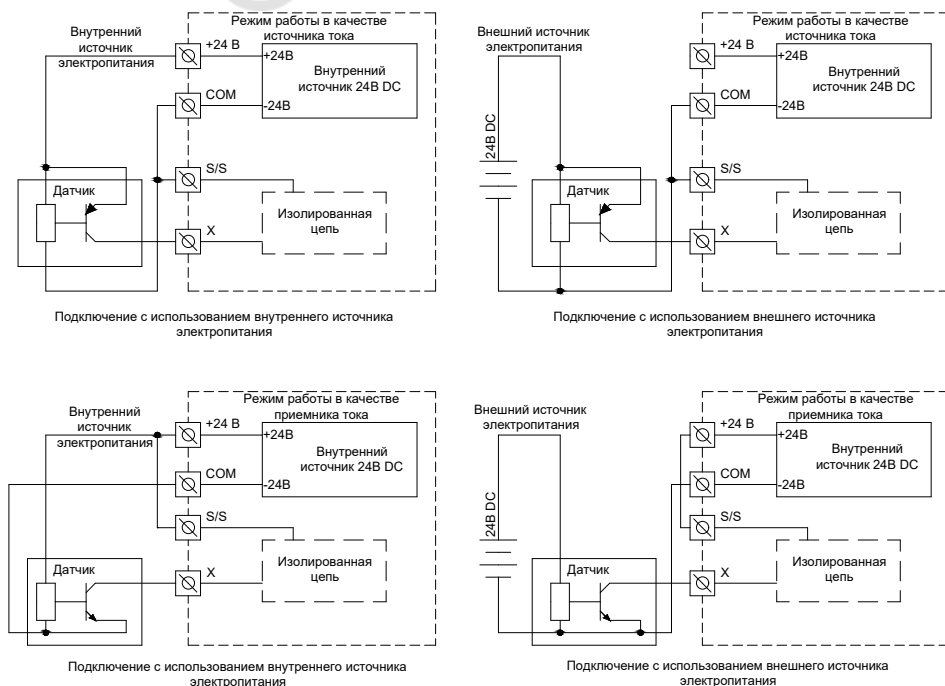 Внутренний
источник
электропитания
Режим работы в качестве
источника тока
+24 В
+24В
Внутренний
источник 24В DC
COM
-24В
S/S
Датчик
Изолированная
цепь
X
Подключение с использованием внутреннего источника
электропитания
Внешний источник
электропитания
Режим работы в качестве
источника тока
+24 В
+24В
Внутренний
источник 24В DC
COM
-24В
24В DC
S/S
Датчик
Изолированная
цепь
X
Подключение с использованием внешнего источника
электропитания
Внутренний
источник
электропитания
Режим работы в качестве
приемника тока
+24 В
+24В
Внутренний
источник 24В DC
COM
-24В
S/S
Датчик
Изолированная
цепь
X
Подключение с использованием внутреннего источника
электропитания
Внешний источник
электропитания
Режим работы в качестве
приемника тока
+24 В
+24В
Внутренний
источник 24В DC
COM
-24В
24В DC
S/S
Датчик
Изолированная
цепь
X
Подключение с использованием внешнего источника
электропитания